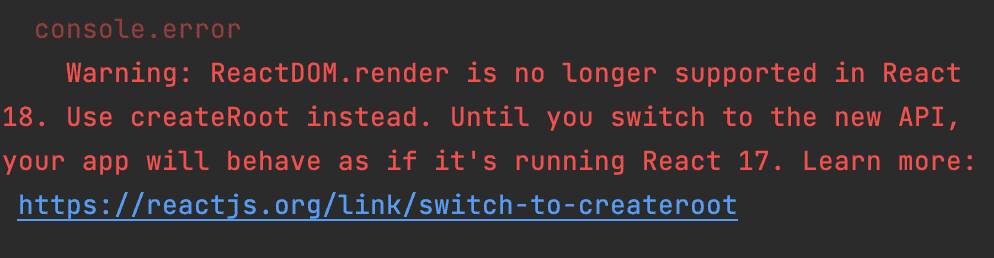 console.error
Warning: ReactDOM.render is no longer supported in React
18. Use createRoot instead. Until you switch to the new API,
your app will behave as if it's running React 17. Learn more:
https://reactjs.org/link/switch-to-createroot